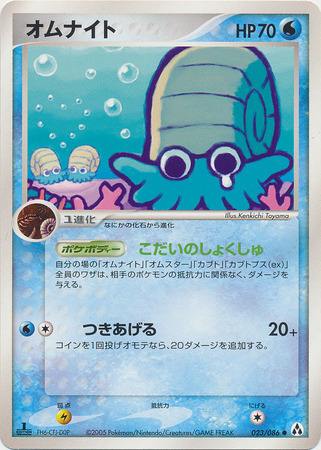 オムナイト HP70
Illus. Kenkichi Toyama
1進化 なにかの化石から進化
ポケボディー こだいのしょくしゅ
自分の場の「オムナイト」「オムスター」「カブト」「カブトプス(ex)」
全員のワザは、相手のポケモンの抵抗力に関係なく、ダメージ
を与える。
つきあげる 20+
コインを1回投げオモテなら、20ダメージを追加する。
弱点 抵抗力 にげる
©2005 Pokémon/Nintendo/Creatures/GAME FREAK.
023/086 ●